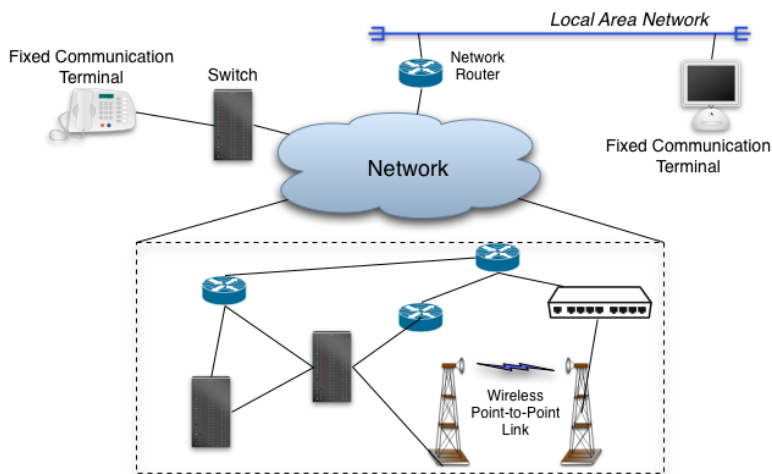 Local Area Network
Fixed Communication
Terminal
Switch
Network
Router
Fixed Communication
Terminal
Network
Wireless
Point-to-Point
Link